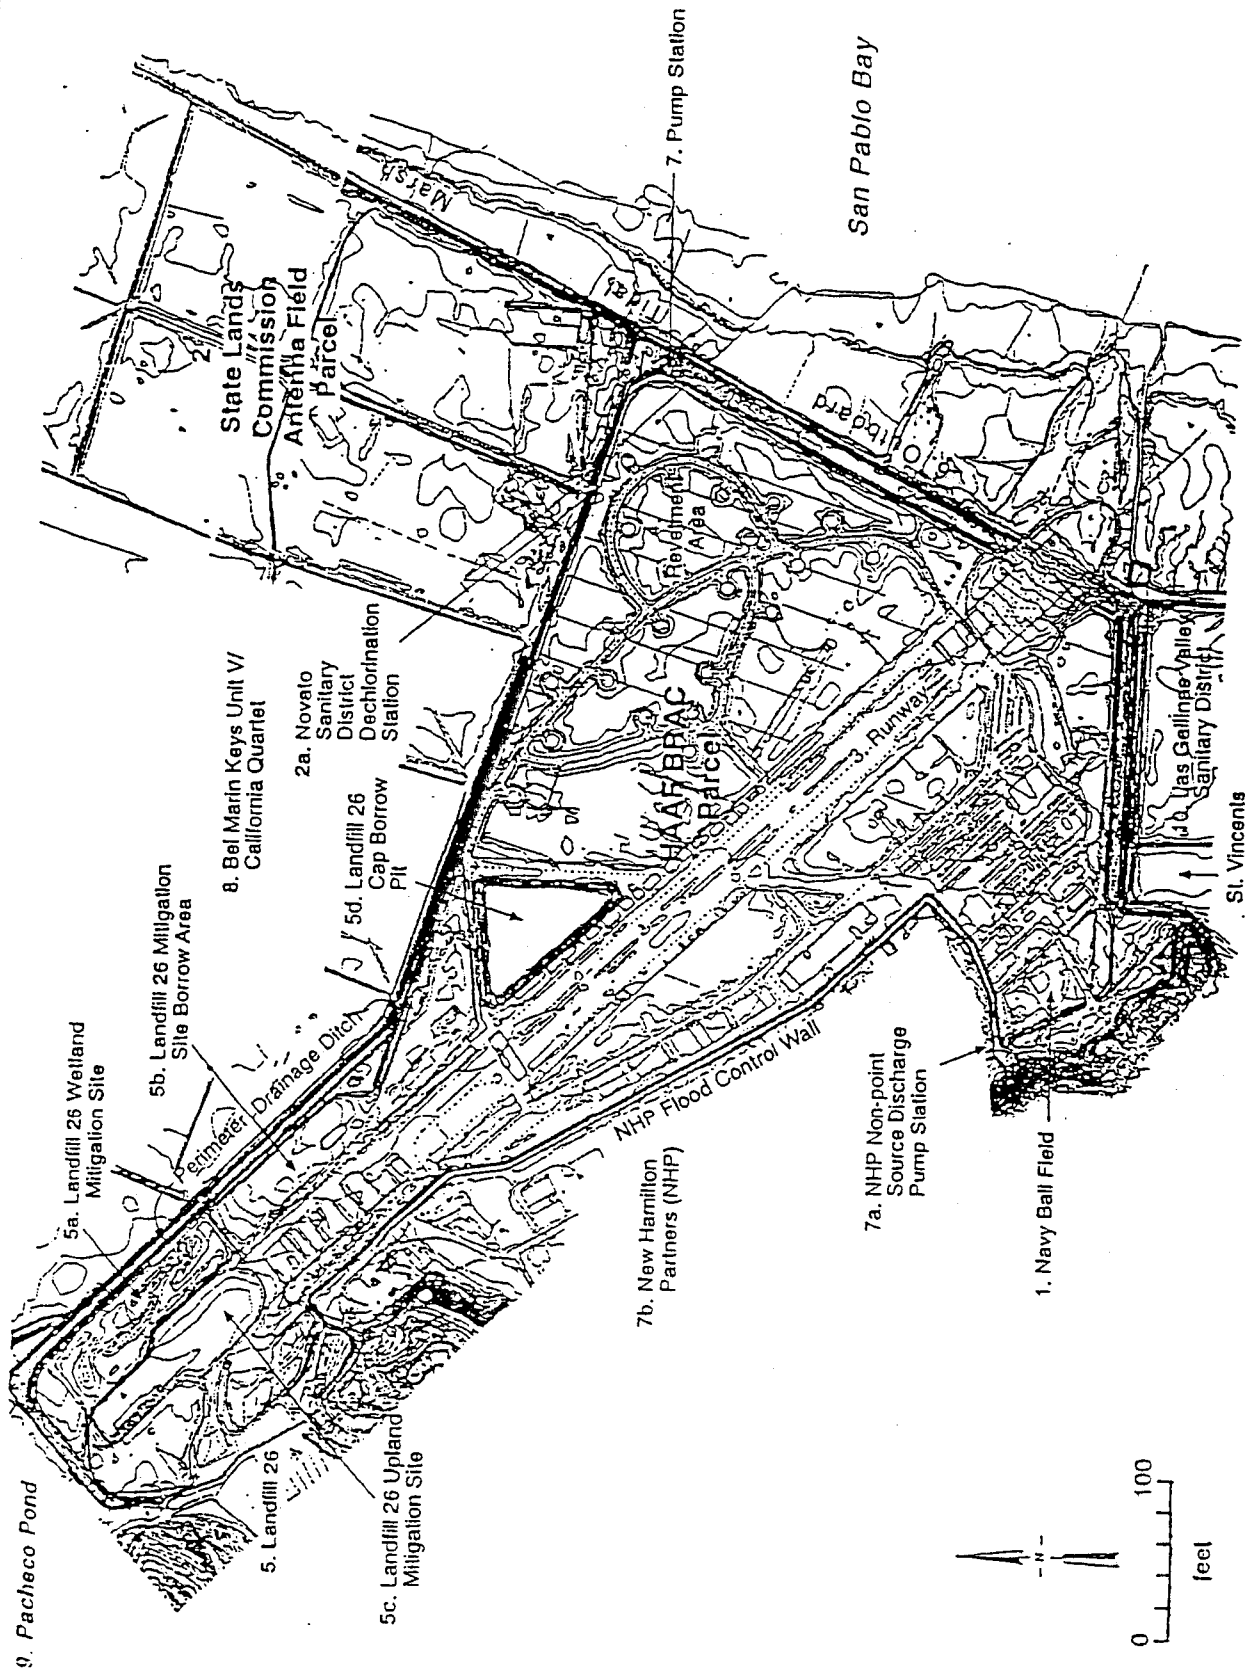 9. Pacheco Pond
5. Landfill 26
5c. Landfill 26 Upland
Mitigation Site
5a. Landfill 26 Wetland
Mitigation Site
5b. Landfill 26 Mitigation
Site Borrow Area
Perimeter Drainage Ditch
5d. Landfill 26
Cap Borrow
Pit
8. Bel Marin Keys Unit V/
California Quartet
2a. Novato
Sanitary
District
Dechlorination
Station
State Lands
Commission
Antenna Field
Parcel
2
Marsh
Tidal
Outboard
7. Pump Station
San Pablo Bay
Revetment
Area
HAAF BRAC
Parcel
3. Runway
NHP Flood Control Wall
7b. New Hamilton
Partners (NHP)
7a. NHP Non-point
Source Discharge
Pump Station
1. Navy Ball Field
10. Las Gallinas Valley
Sanitary District
St. Vincents
N
0
100
feet